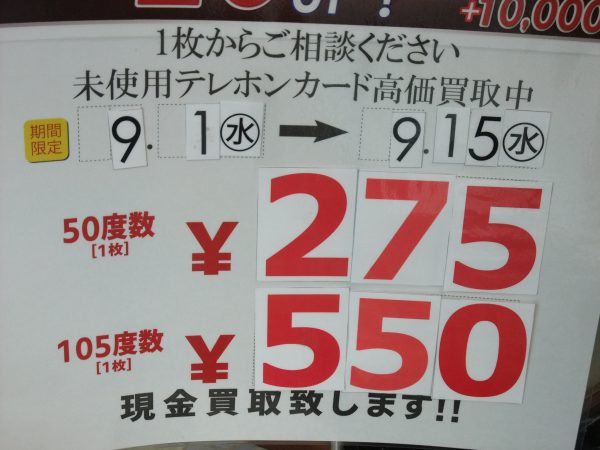 +10,000
1枚からご相談ください
未使用テレホンカード高価買取中
期間限定 9. 1㊌ → 9.15㊌
50度数 [1枚] ¥275
105度数 [1枚] ¥550
現金買取致します!!